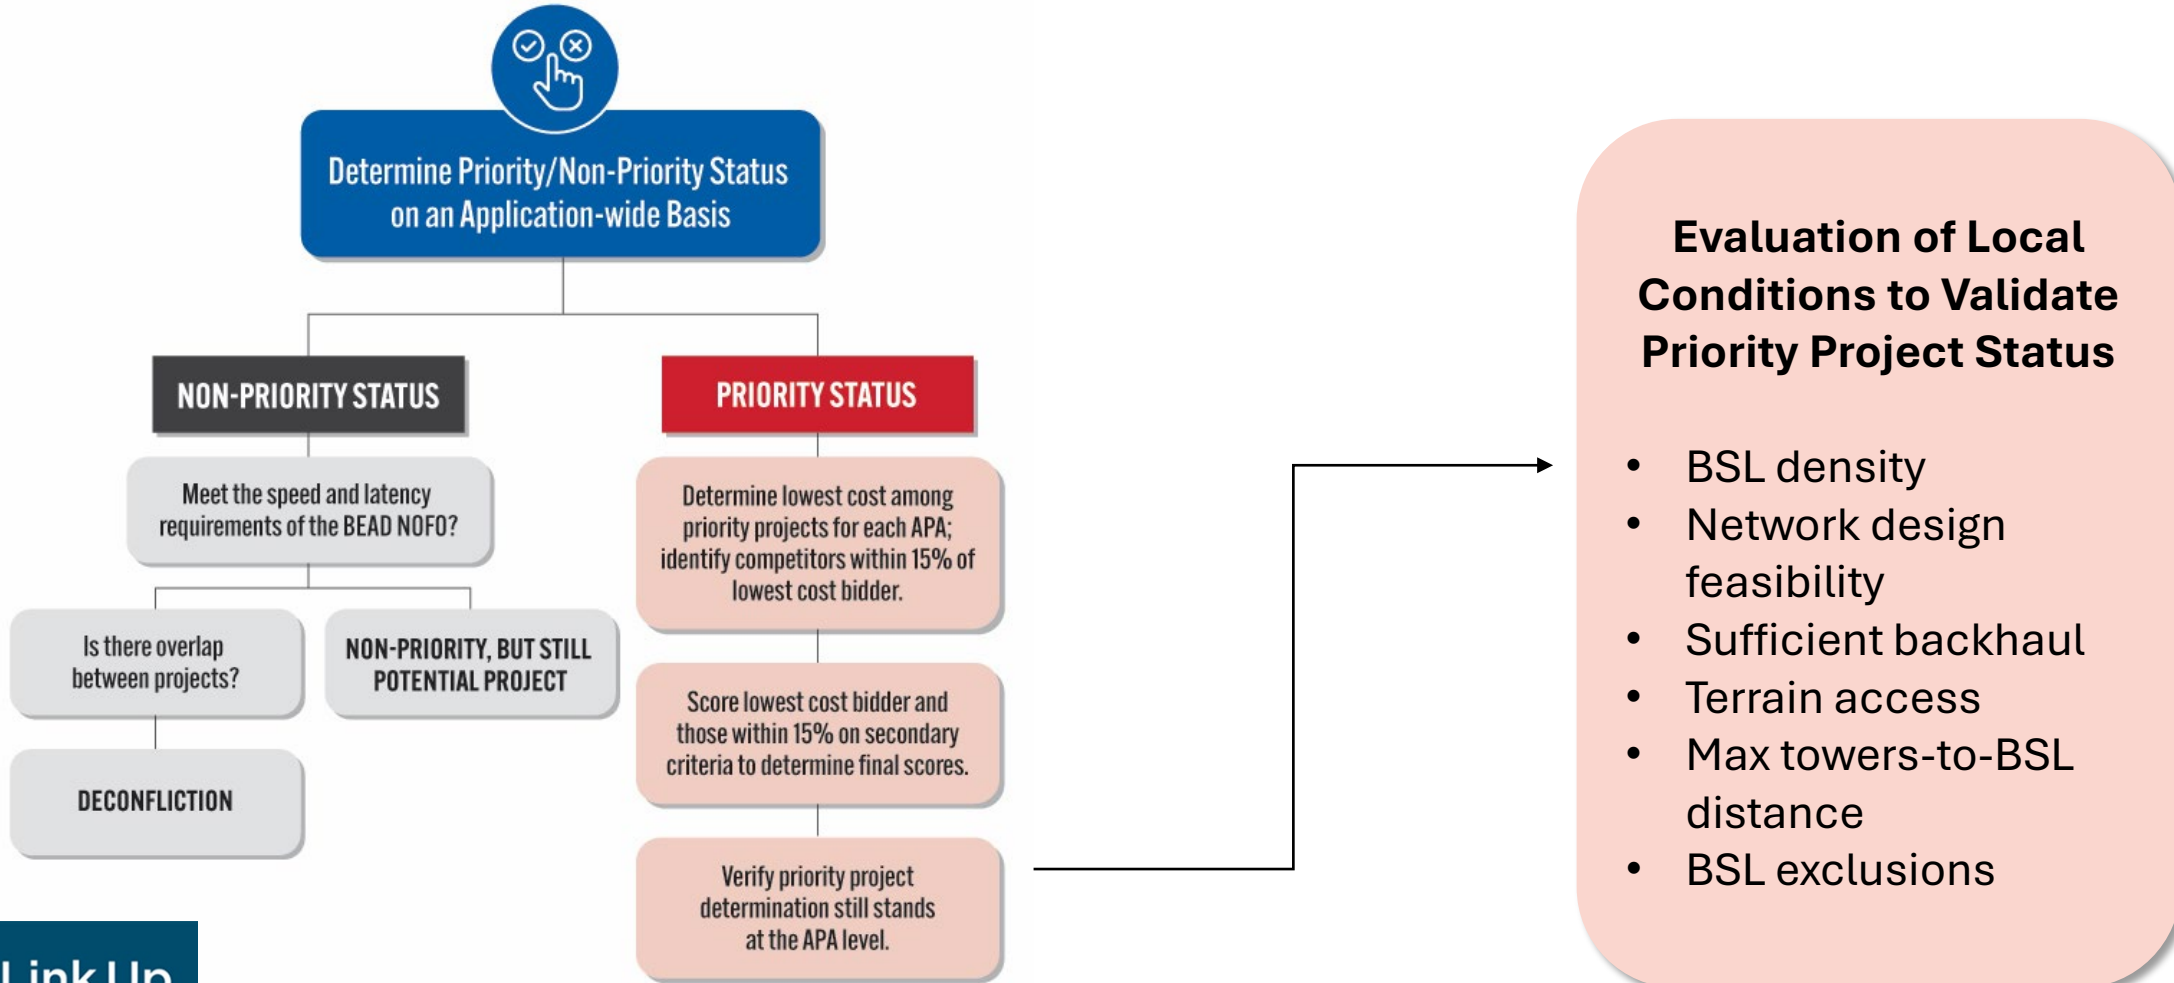 Determine Priority/Non-Priority Status
on an Application-wide Basis
NON-PRIORITY STATUS
Meet the speed and latency
requirements of the BEAD NOFO?
Is there overlap
between projects?
DECONFLICTION
NON-PRIORITY, BUT STILL
POTENTIAL PROJECT
PRIORITY STATUS
Determine lowest cost among
priority projects for each APA;
identify competitors within 15% of
lowest cost bidder.
Score lowest cost bidder and
those within 15% on secondary
criteria to determine final scores.
Verify priority project
determination still stands
at the APA level.
Evaluation of Local
Conditions to Validate
Priority Project Status
• BSL density
• Network design
feasibility
• Sufficient backhaul
• Terrain access
• Max towers-to-BSL
distance
• BSL exclusions
Link Up